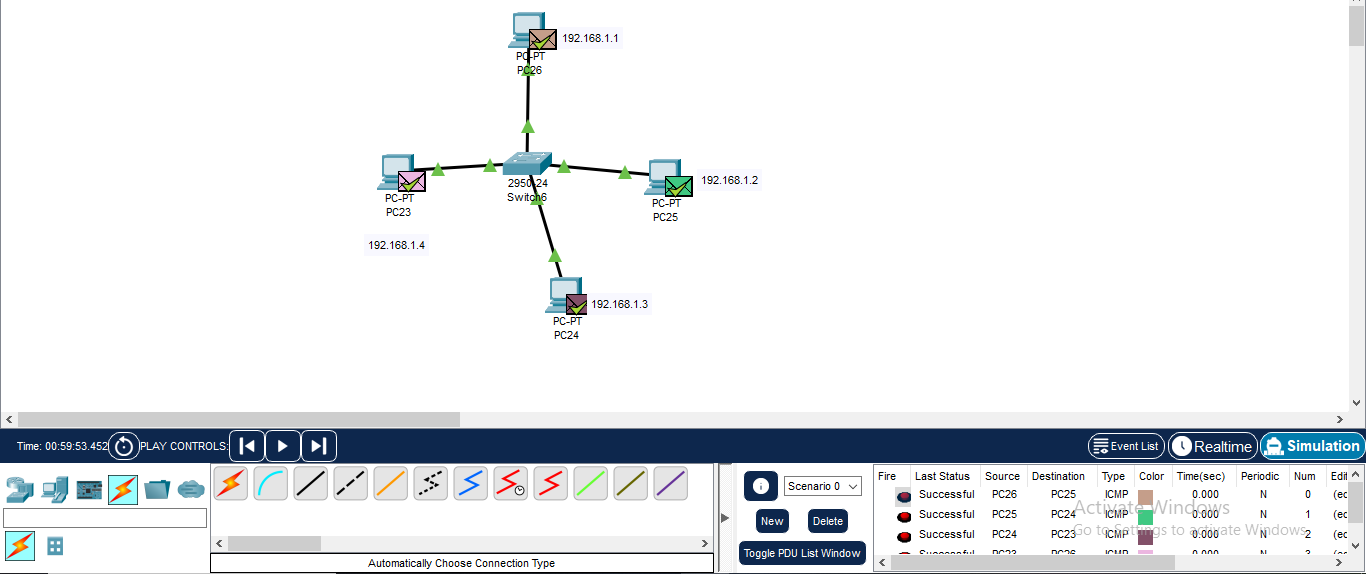 192.168.1.1
PC-PT
PC26
2950-24
Switch6
PC-PT
PC23
192.168.1.2
PC-PT
PC25
192.168.1.4
192.168.1.3
PC-PT
PC24
Time: 00:59:53.452 PLAY CONTROLS:
Event List Realtime Simulation
Scenario 0
New Delete
Toggle PDU List Window
Automatically Choose Connection Type
Fire Last Status Source Destination Type Color Time(sec) Periodic Num Edit
Successful PC26 PC25 ICMP 0.000 N 0 (ec
Successful PC25 PC24 ICMP 0.000 N 1 (ec
Successful PC24 PC23 ICMP 0.000 N 2 (ec
Successful PC23 PC26 ICMP 0.000 N 3 (ec
Activate Windows
Go to Settings to activate Windows.